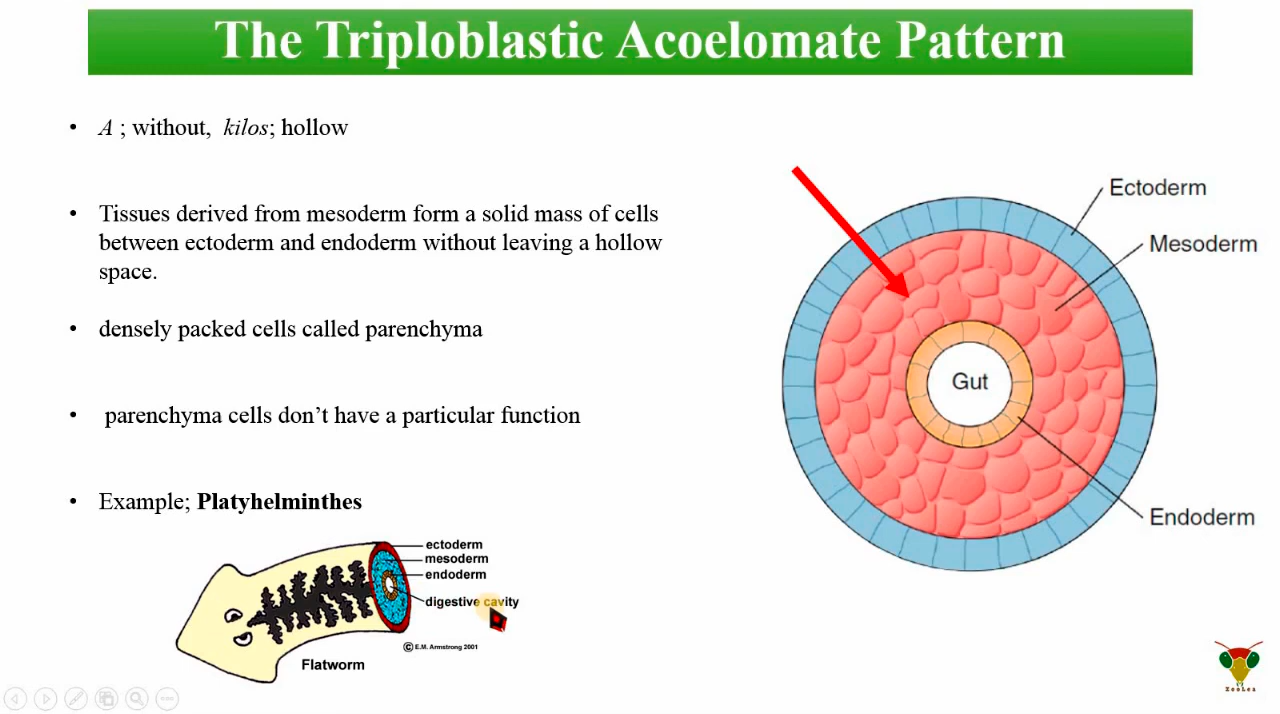 The Triploblastic Acoelomate Pattern
• A ; without, kilos; hollow
• Tissues derived from mesoderm form a solid mass of cells
between ectoderm and endoderm without leaving a hollow
space.
• densely packed cells called parenchyma
• parenchyma cells don’t have a particular function
• Example; Platyhelminthes
ectoderm
mesoderm
endoderm
digestive cavity
© E.M. Armstrong 2001
Flatworm
Ectoderm
Mesoderm
Gut
Endoderm
ZooLea